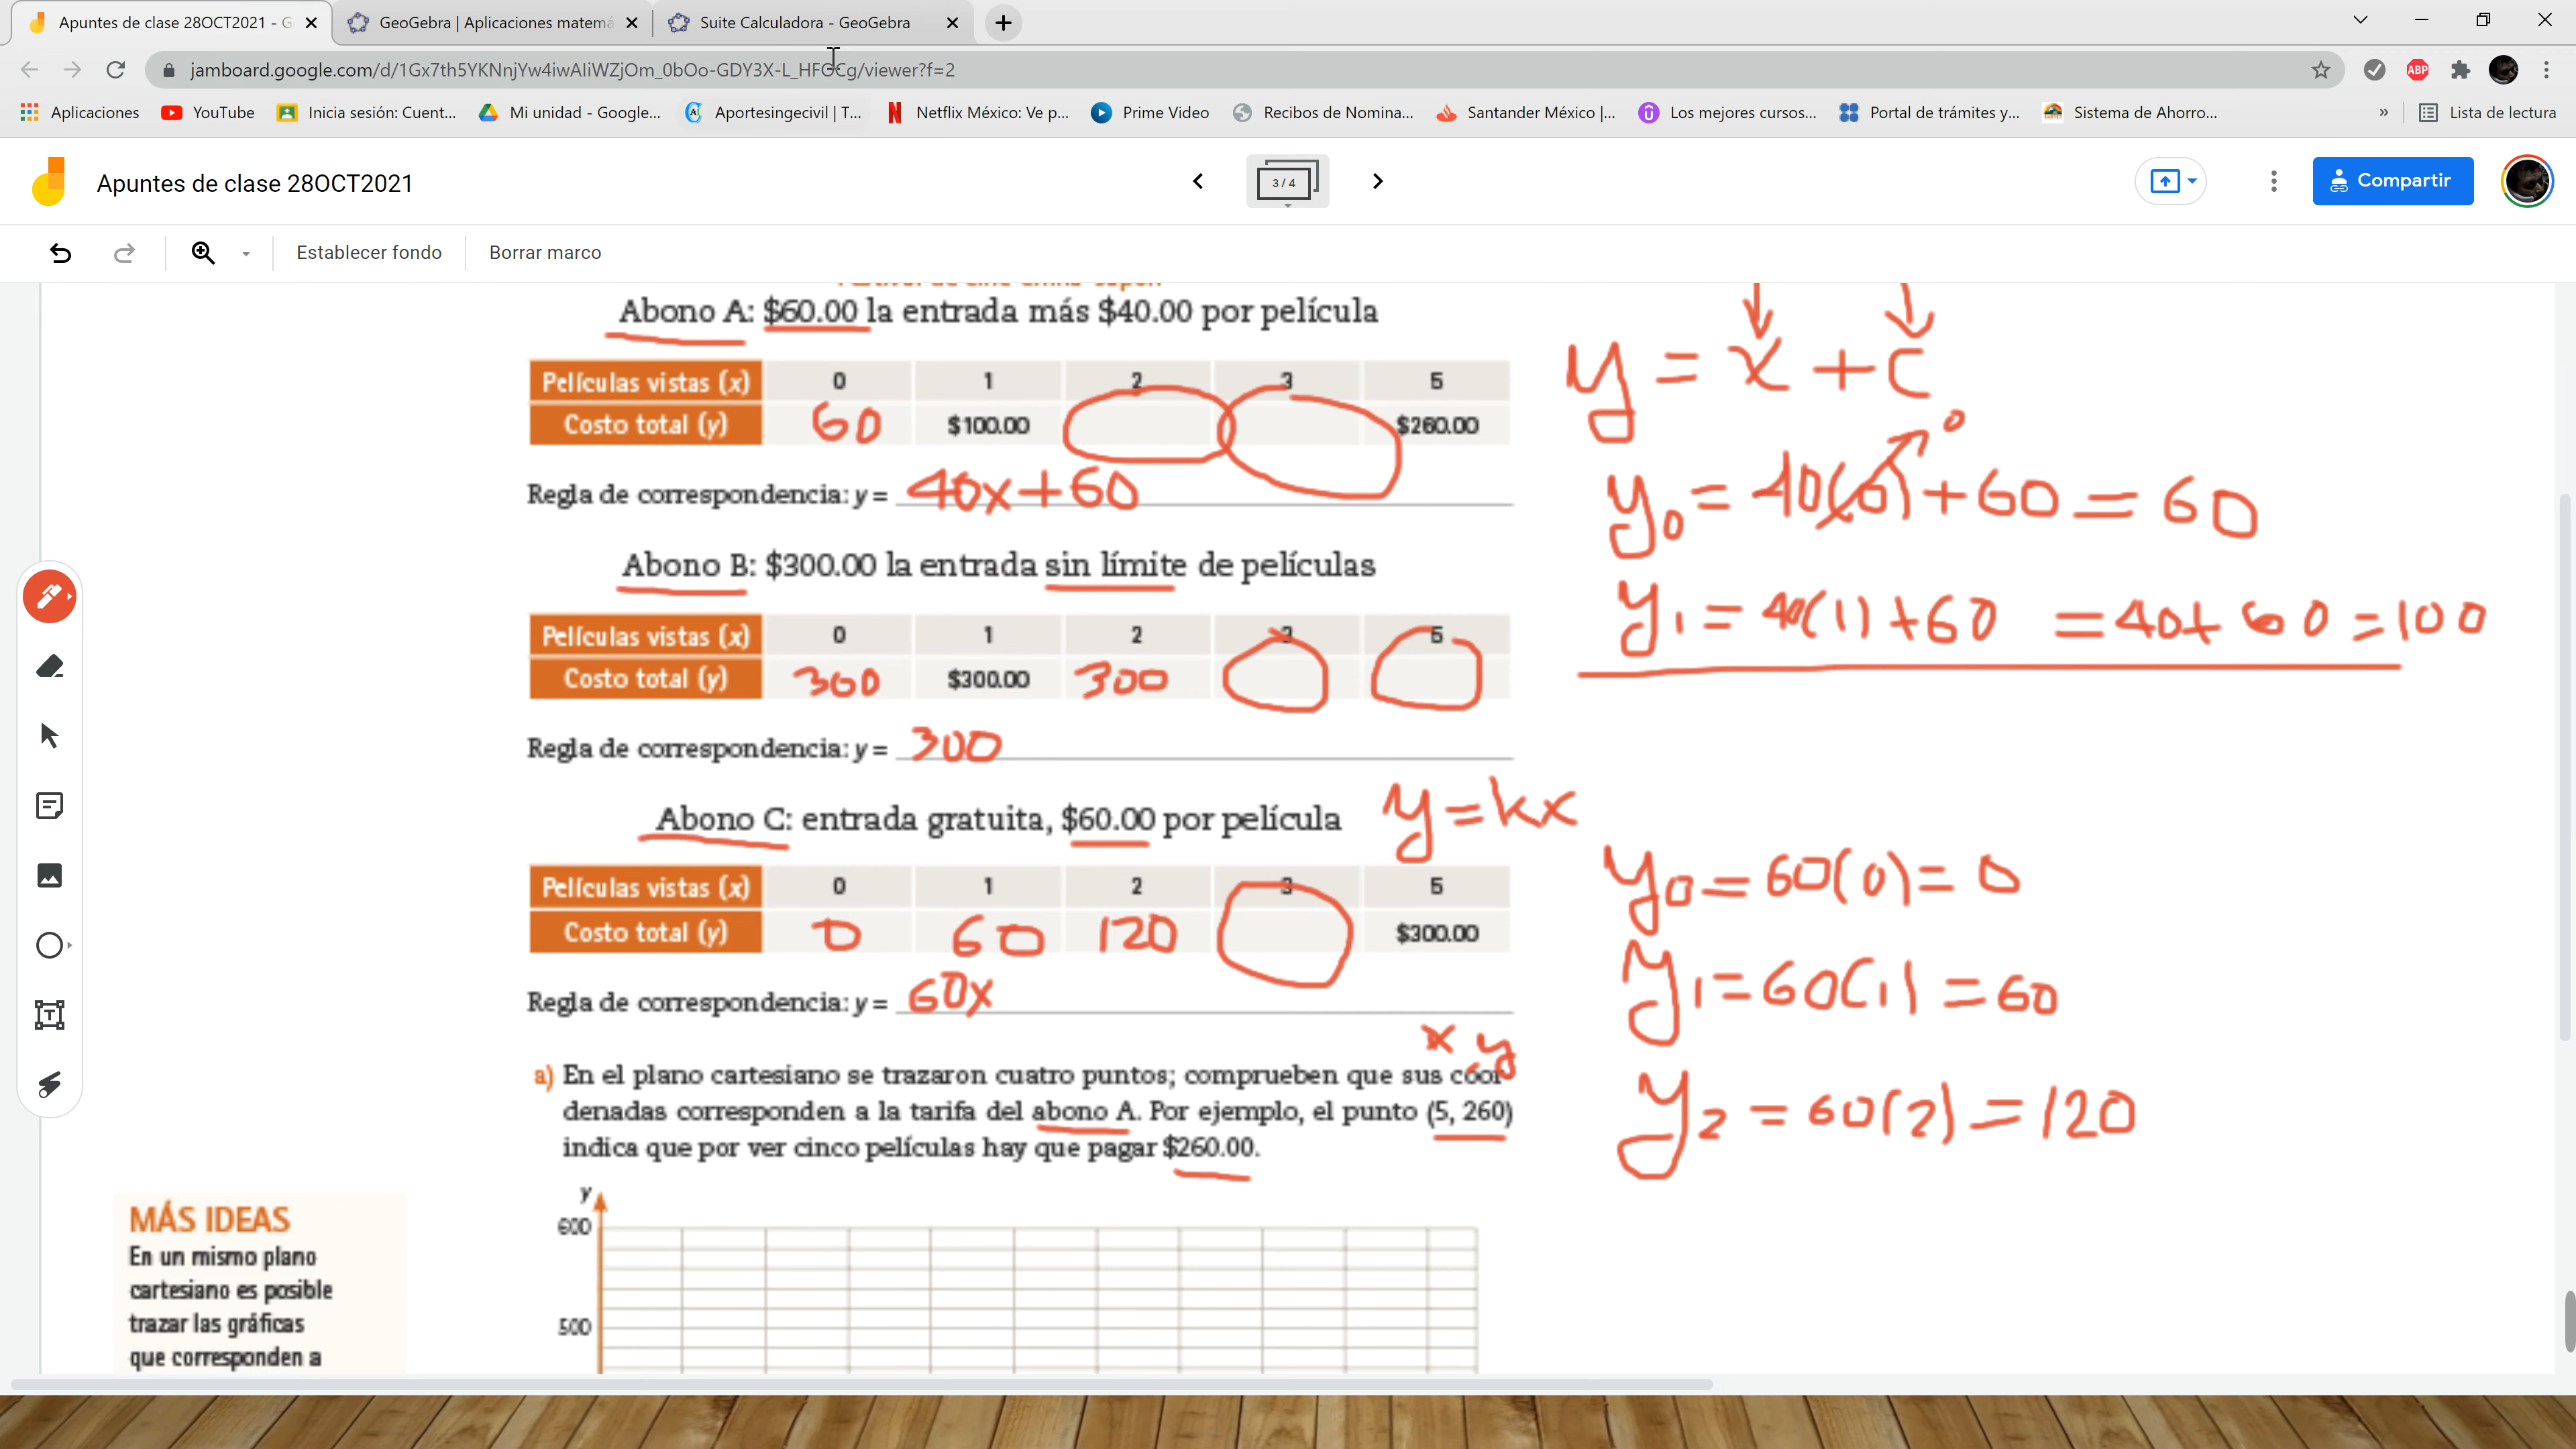 Apuntes de clase 28OCT2021 - G
GeoGebra | Aplicaciones matemá
Suite Calculadora - GeoGebra
jamboard.google.com/d/1Gx7th5YKNnjYw4iwAIiWZjOm_0bOo-GDY3X-L_HFOCg/viewer?f=2
ABP
Aplicaciones
YouTube
Inicia sesión: Cuent...
Mi unidad - Google...
Aportesingecivil | T...
Netflix México: Ve p...
Prime Video
Recibos de Nomina...
Santander México |...
Los mejores cursos...
Portal de trámites y...
Sistema de Ahorro...
»
Lista de lectura
Apuntes de clase 28OCT2021
3 / 4
Compartir
Establecer fondo
Borrar marco
Abono A: $60.00 la entrada más $40.00 por película
Películas vistas (x) 0 1 2 3 5
Costo total (y) 60 $100.00 $260.00
Regla de correspondencia: y = 40x+60
Abono B: $300.00 la entrada sin límite de películas
Películas vistas (x) 0 1 2 3 5
Costo total (y) 300 $300.00 300
Regla de correspondencia: y = 300
Abono C: entrada gratuita, $60.00 por película
y=kx
Películas vistas (x) 0 1 2 3 5
Costo total (y) 0 60 120 $300.00
Regla de correspondencia: y = 60x
x, y
a) En el plano cartesiano se trazaron cuatro puntos; comprueben que sus coor-
denadas corresponden a la tarifa del abono A. Por ejemplo, el punto (5, 260)
indica que por ver cinco películas hay que pagar $260.00.
y
600
500
MÁS IDEAS
En un mismo plano
cartesiano es posible
trazar las gráficas
que corresponden a
y = x + c
0
y0 = 40(0)+60 = 60
y1 = 40(1)+60 = 40+60 = 100
y0 = 60(0) = 0
y1 = 60(1) = 60
y2 = 60(2) = 120